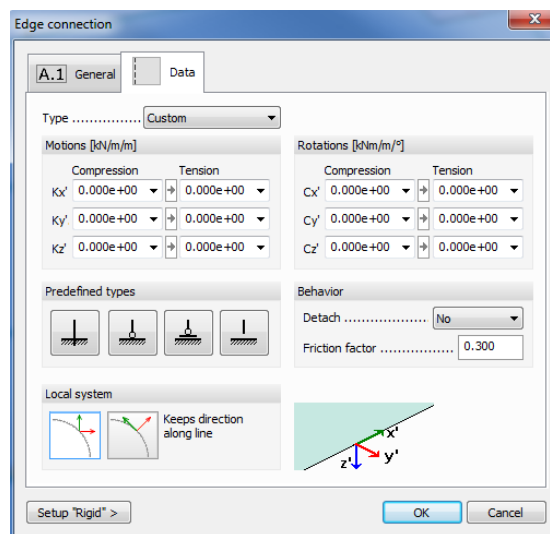 Edge connection
A.1 General
Data
Type ................ Custom
Motions [kN/m/m]
Compression Tension
Kx' 0.000e+00 0.000e+00
Ky' 0.000e+00 0.000e+00
Kz' 0.000e+00 0.000e+00
Rotations [kNm/m/°]
Compression Tension
Cx' 0.000e+00 0.000e+00
Cy' 0.000e+00 0.000e+00
Cz' 0.000e+00 0.000e+00
Predefined types
Behavior
Detach ................... No
Friction factor ................. 0.300
Local system
Keeps direction
along line
x'
y'
z'
Setup "Rigid" >
OK
Cancel